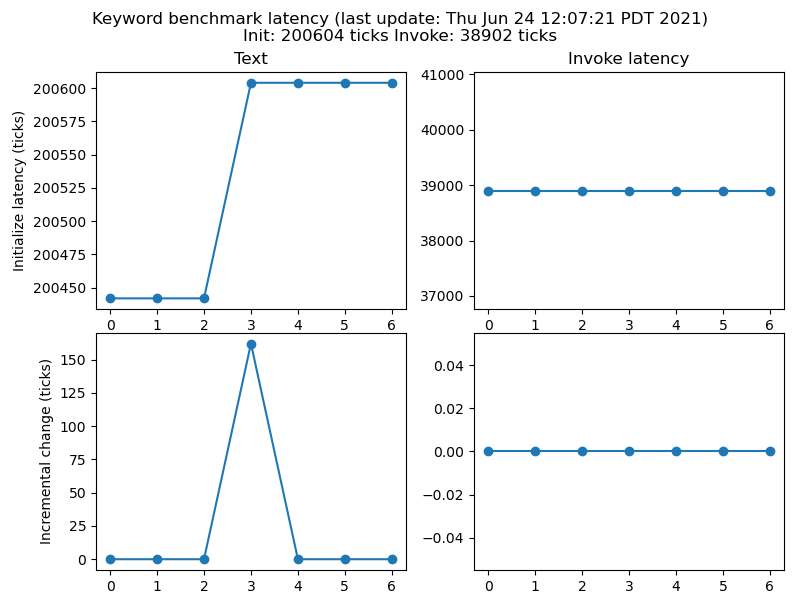 Keyword benchmark latency (last update: Thu Jun 24 12:07:21 PDT 2021)
Init: 200604 ticks Invoke: 38902 ticks
Text
Invoke latency
Initialize latency (ticks)
200600
200575
200550
200525
200500
200475
200450
0 1 2 3 4 5 6
41000
40000
39000
38000
37000
0 1 2 3 4 5 6
Incremental change (ticks)
150
125
100
75
50
25
0
0 1 2 3 4 5 6
0.04
0.02
0.00
−0.02
−0.04
0 1 2 3 4 5 6